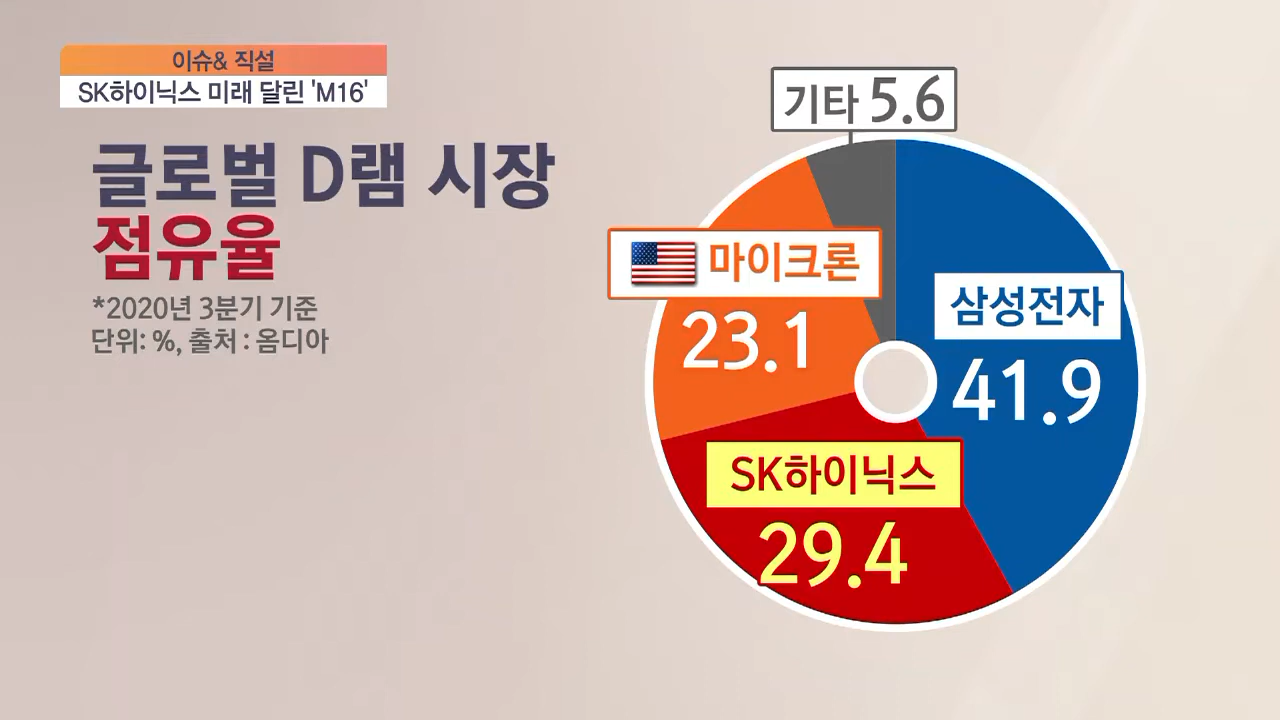 이슈& 직설
SK하이닉스 미래 달린 'M16'
글로벌 D램 시장
점유율
*2020년 3분기 기준
단위: %, 출처 : 옴디아
기타 5.6
마이크론
23.1
삼성전자
41.9
SK하이닉스
29.4